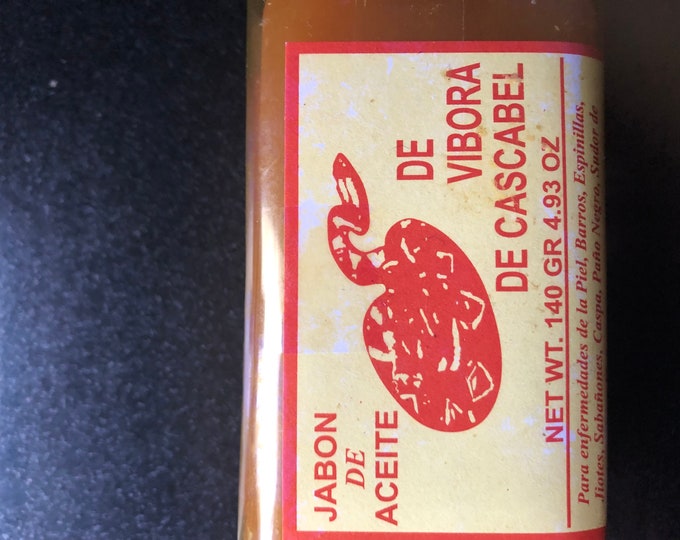 JABON
DE
ACEITE
DE
VIBORA
DE CASCABEL
NET WT. 140 GR 4.93 OZ
Para enfermedades de la Piel, Barros, Espinillas,
Jiotes, Sabañones, Caspa, Paño Negro, Sudor de